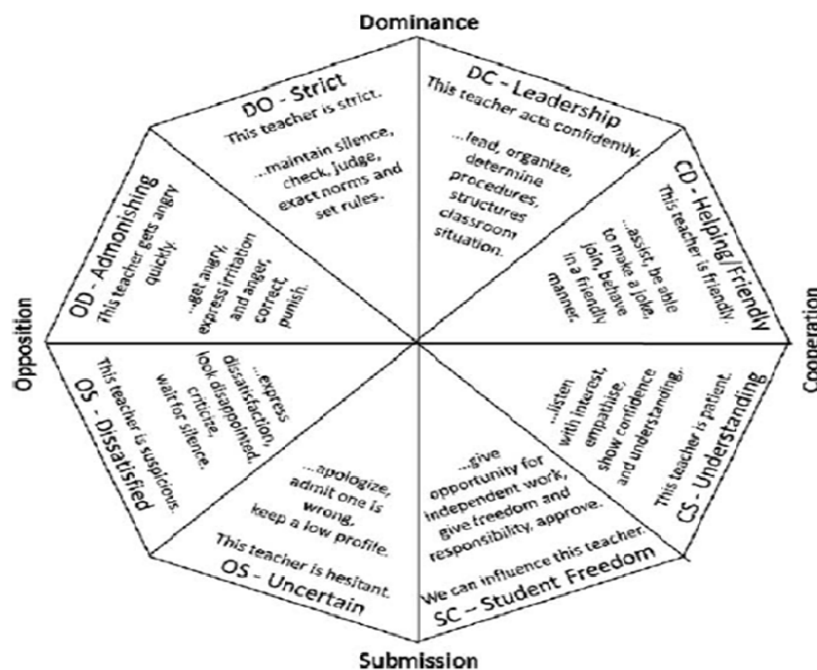 Dominance
DO - Strict
This teacher is strict.
...maintain silence,
check, judge,
exact norms and
set rules.
DC - Leadership
This teacher acts confidently.
...lead, organize,
determine
procedures,
structures
classroom
situation.
CD - Helping/Friendly
This teacher is friendly.
...assist, be able
to make a joke,
join, behave
in a friendly
manner.
Cooperation
CS - Understanding
This teacher is patient.
...listen
with interest,
empathise,
show confidence
and understanding,.
...give
opportunity for
independent work,
give freedom and
responsibility, approve.
We can influence this teacher.
SC – Student Freedom
Submission
...apologize,
admit one is
wrong,
keep a low profile.
This teacher is hesitant.
OS - Uncertain
...express
dissatisfaction,
look disappointed,
criticize,
wait for silence.
This teacher is suspicious.
OS - Dissatisfied
Opposition
OD - Admonishing
This teacher gets angry
quickly.
...get angry,
express irritation
and anger,
correct,
punish.